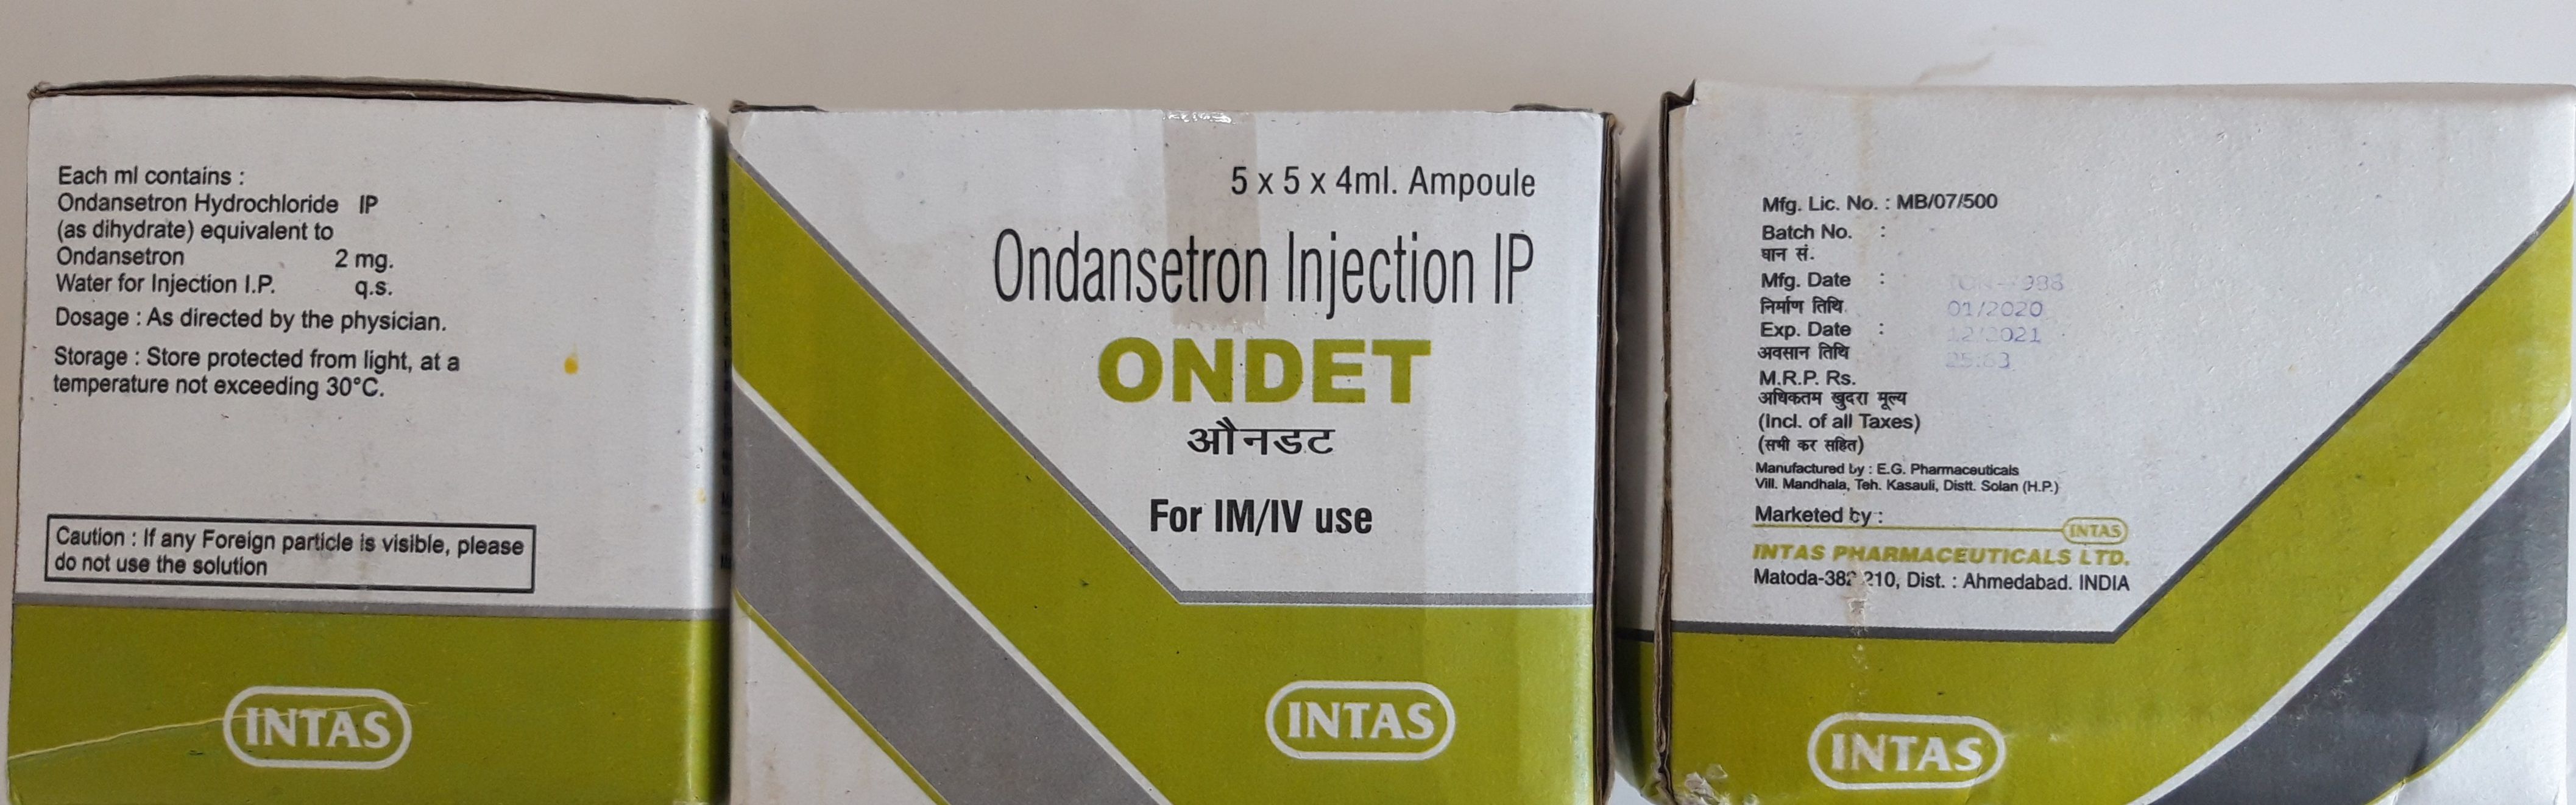 Each ml contains :
Ondansetron Hydrochloride IP
(as dihydrate) equivalent to
Ondansetron 2 mg.
Water for Injection I.P. q.s.
Dosage : As directed by the physician.
Storage : Store protected from light, at a
temperature not exceeding 30°C.
Caution : If any Foreign particle is visible, please
do not use the solution
INTAS
5 x 5 x 4ml. Ampoule
Ondansetron Injection IP
ONDET
औनडट
For IM/IV use
INTAS
Mfg. Lic. No. : MB/07/500
Batch No. :
घान सं.
Mfg. Date :
निर्माण तिथि 01/2020
Exp. Date : 12/2021
अवसान तिथि
M.R.P. Rs.
अधिकतम खुदरा मूल्य
(Incl. of all Taxes)
(सभी कर सहित)
Manufactured by : E.G. Pharmaceuticals
Vill. Mandhala, Teh. Kasauli, Distt. Solan (H.P.)
Marketed by :
INTAS
INTAS PHARMACEUTICALS LTD.
Matoda-382 210, Dist. : Ahmedabad. INDIA
INTAS